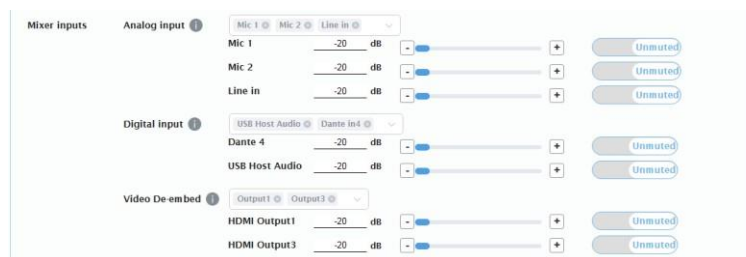 Mixer inputs Analog input i Mic 1 Mic 2 Line in
Mic 1 -20 dB - + Unmuted
Mic 2 -20 dB - + Unmuted
Line in -20 dB - + Unmuted
Digital input i USB Host Audio Dante in4
Dante 4 -20 dB - + Unmuted
USB Host Audio -20 dB - + Unmuted
Video De-embed i Output1 Output3
HDMI Output1 -20 dB - + Unmuted
HDMI Output3 -20 dB - + Unmuted